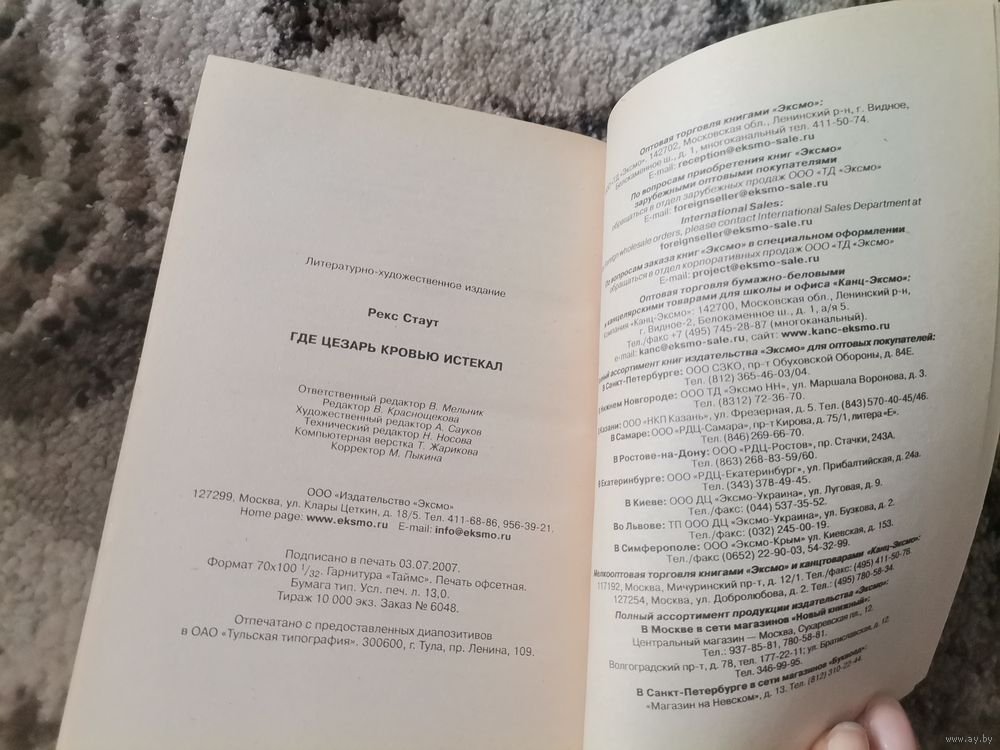 Литературно-художественное издание
Рекс Стаут
ГДЕ ЦЕЗАРЬ КРОВЬЮ ИСТЕКАЛ
Ответственный редактор В. Мельник
Редактор В. Краснощекова
Художественный редактор А. Сауков
Технический редактор Н. Носова
Компьютерная верстка Т. Жарикова
Корректор М. Пыкина
ООО «Издательство «Эксмо»
127299, Москва, ул. Клары Цеткин, д. 18/5. Тел. 411-68-86, 956-39-21.
Home page: www.eksmo.ru E-mail: info@eksmo.ru
Подписано в печать 03.07.2007.
Формат 70x100 1/32. Гарнитура «Таймс». Печать офсетная.
Бумага тип. Усл. печ. л. 13,0.
Тираж 10 000 экз. Заказ № 6048.
Отпечатано с предоставленных диапозитивов
в ОАО «Тульская типография». 300600, г. Тула, пр. Ленина, 109.
Оптовая торговля книгами «Эксмо»:
«ТД «Эксмо». 142702, Московская обл., Ленинский р-н, г. Видное,
Белокаменное ш., д. 1, многоканальный тел. 411-50-74.
E-mail: reception@eksmo-sale.ru
По вопросам приобретения книг «Эксмо»
зарубежными оптовыми покупателями
обращаться в отдел зарубежных продаж ООО «ТД «Эксмо»
E-mail: foreignseller@eksmo-sale.ru
International Sales:
wholesale orders, please contact International Sales Department at
foreignseller@eksmo-sale.ru
По вопросам заказа книг «Эксмо» в специальном оформлении
обращаться в отдел корпоративных продаж ООО «ТД «Эксмо»
E-mail: project@eksmo-sale.ru
Оптовая торговля бумажно-беловыми
и канцелярскими товарами для школы и офиса «Канц-Эксмо»:
Компания «Канц-Эксмо»: 142700, Московская обл., Ленинский р-н,
г. Видное-2, Белокаменное ш., д. 1, а/я 5.
Тел./факс +7 (495) 745-28-87 (многоканальный).
e-mail: kanc@eksmo-sale.ru, сайт: www.kanc-eksmo.ru
ассортимент книг издательства «Эксмо» для оптовых покупателей:
В Санкт-Петербурге: ООО СЗКО, пр-т Обуховской Обороны, д. 84Е.
Тел. (812) 365-46-03/04.
Нижнем Новгороде: ООО ТД «Эксмо НН», ул. Маршала Воронова, д. 3.
Тел. (8312) 72-36-70.
Казани: ООО «НКП Казань», ул. Фрезерная, д. 5. Тел. (843) 570-40-45/46.
В Самаре: ООО «РДЦ-Самара», пр-т Кирова, д. 75/1, литера «Е».
Тел. (846) 269-66-70.
В Ростове-на-Дону: ООО «РДЦ-Ростов», пр. Стачки, 243А.
Тел. (863) 268-83-59/60.
Екатеринбурге: ООО «РДЦ-Екатеринбург», ул. Прибалтийская, д. 24а.
Тел. (343) 378-49-45.
В Киеве: ООО ДЦ «Эксмо-Украина», ул. Луговая, д. 9.
Тел./факс: (044) 537-35-52.
Во Львове: ТП ООО ДЦ «Эксмо-Украина», ул. Бузкова, д. 2.
Тел./факс: (032) 245-00-19.
В Симферополе: ООО «Эксмо-Крым» ул. Киевская, д. 153.
Тел./факс (0652) 22-90-03, 54-32-99.
Мелкооптовая торговля книгами «Эксмо» и канцтоварами «Канц-Эксмо»:
117192, Москва, Мичуринский пр-т, д. 12/1. Тел./факс: (495) 411-50-76.
127254, Москва, ул. Добролюбова, д. 2. Тел.: (495) 780-58-34.
Полный ассортимент продукции издательства «Эксмо»:
В Москве в сети магазинов «Новый книжный»:
Центральный магазин — Москва, Сухаревская пл., 12.
Тел.: 937-85-81, 780-58-81.
Волгоградский пр-т, д. 78, тел. 177-22-11; ул. Братиславская, д. 12.
Тел. 346-99-95.
В Санкт-Петербурге в сети магазинов «Буквоед»:
«Магазин на Невском», д. 13. Тел. (812) 310-22-44.
www.ay.by